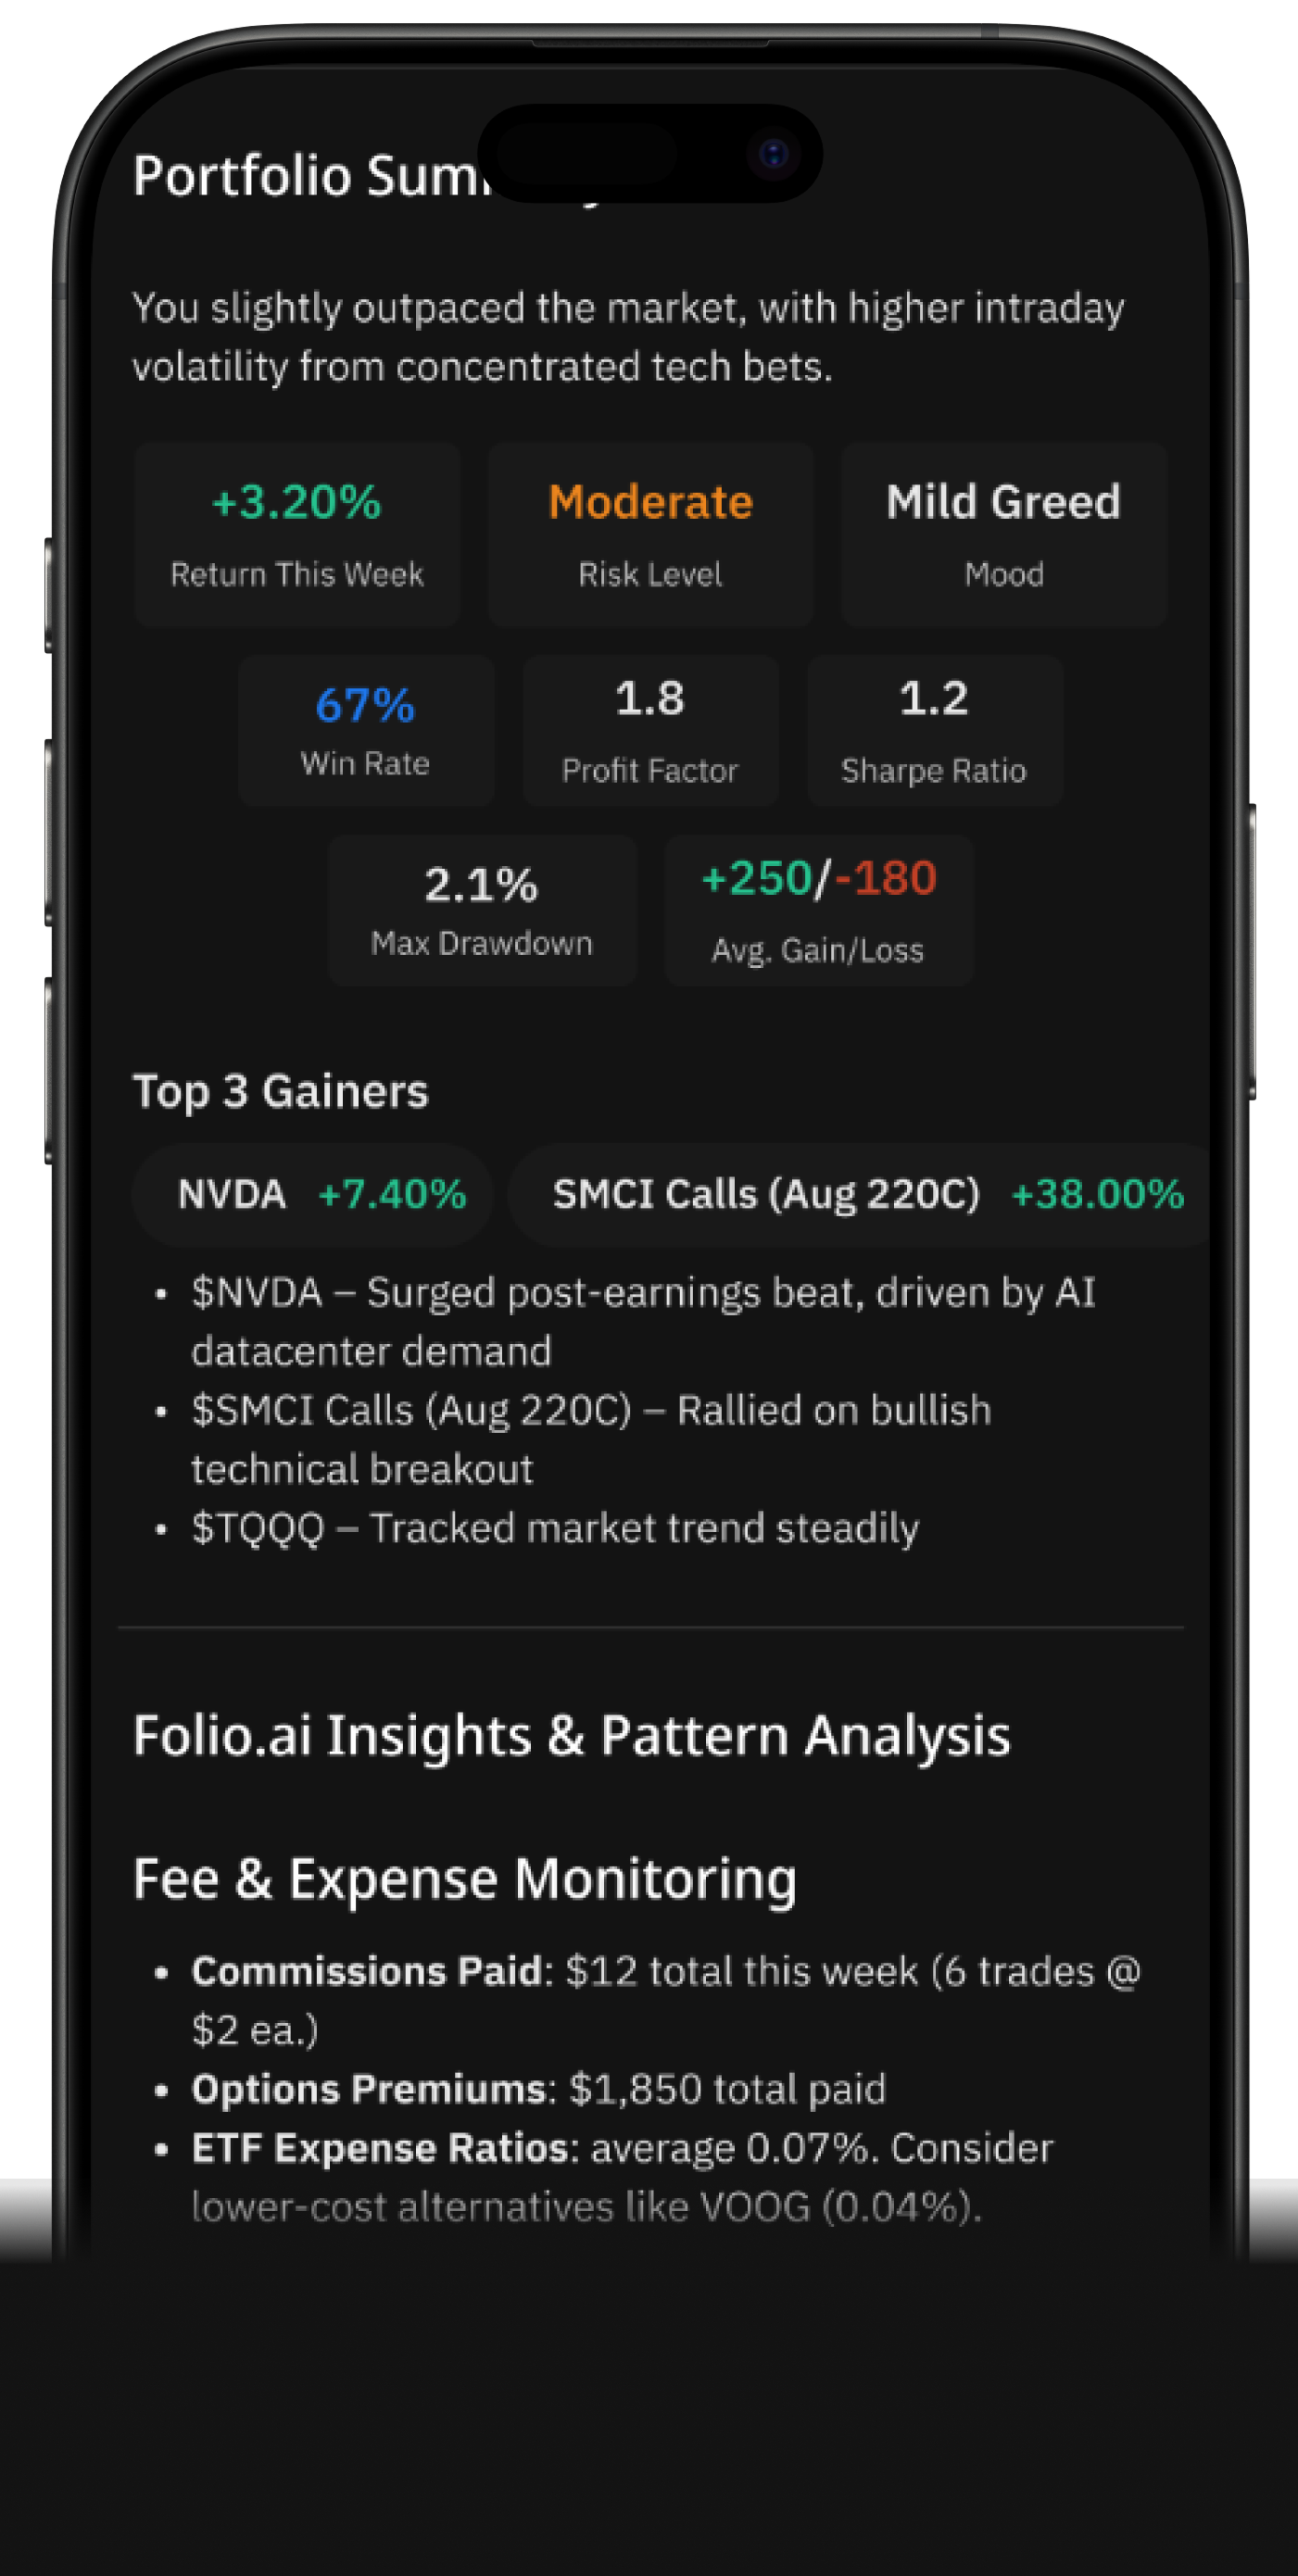 Portfolio
You slightly outpaced the market, with higher intraday
volatility from concentrated tech bets.
+3.20% Moderate Mild Greed
Return This Week Risk Level Mood
67% 1.8 1.2
Win Rate Profit Factor Sharpe Ratio
2.1% +250/-180
Max Drawdown Avg. Gain/Loss
Top 3 Gainers
NVDA +7.40% SMCI Calls (Aug 220C) +38.00%
• $NVDA – Surged post-earnings beat, driven by AI
datacenter demand
• $SMCI Calls (Aug 220C) – Rallied on bullish
technical breakout
• $TQQQ – Tracked market trend steadily
Folio.ai Insights & Pattern Analysis
Fee & Expense Monitoring
• Commissions Paid: $12 total this week (6 trades @
$2 ea.)
• Options Premiums: $1,850 total paid
• ETF Expense Ratios: average 0.07%. Consider
lower-cost alternatives like VOOG (0.04%).